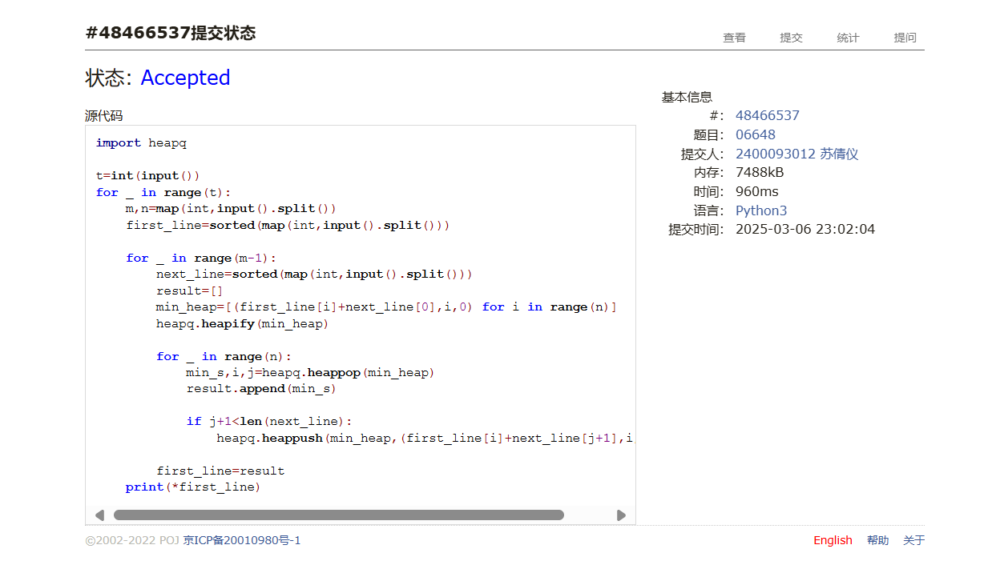 #48466537提交状态
查看 提交 统计 提问
状态: Accepted
源代码
import heapq
t=int(input())
for _ in range(t):
    m,n=map(int,input().split())
    first_line=sorted(map(int,input().split()))
    for _ in range(m-1):
        next_line=sorted(map(int,input().split()))
        result=[]
        min_heap=[(first_line[i]+next_line[0],i,0) for i in range(n)]
        heapq.heapify(min_heap)
        for _ in range(n):
            min_s,i,j=heapq.heappop(min_heap)
            result.append(min_s)
            if j+1<len(next_line):
                heapq.heappush(min_heap,(first_line[i]+next_line[j+1],i
        first_line=result
    print(*first_line)
基本信息
#: 48466537
题目: 06648
提交人: 2400093012 苏倩仪
内存: 7488kB
时间: 960ms
语言: Python3
提交时间: 2025-03-06 23:02:04
©2002-2022 POJ 京ICP备20010980号-1
English 帮助 关于